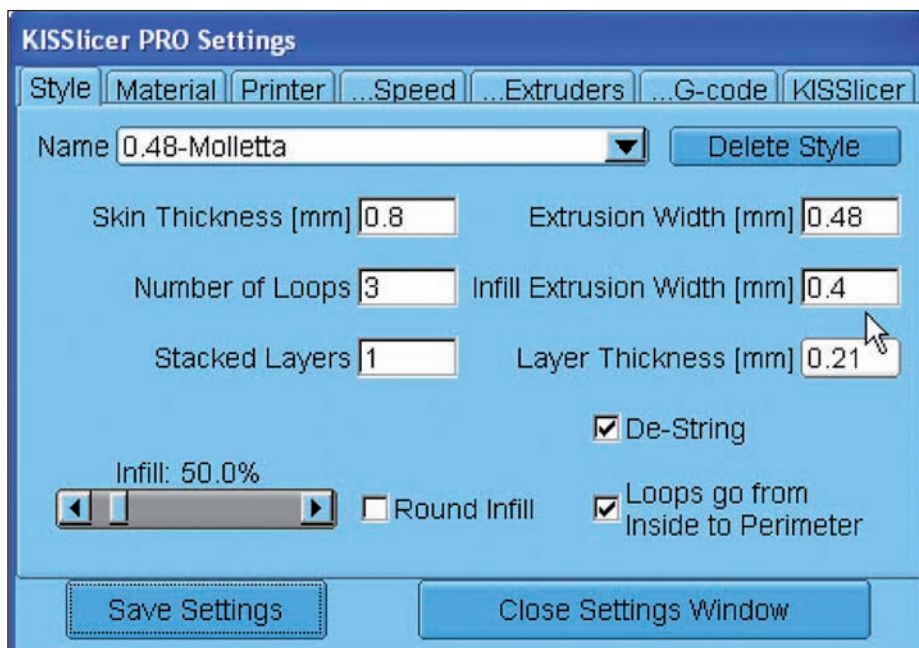 KISSlicer PRO Settings
Style Material Printer ...Speed ...Extruders ...G-code KISSlicer
Name 0.48-Molletta Delete Style
Skin Thickness [mm] 0.8 Extrusion Width [mm] 0.48
Number of Loops 3 Infill Extrusion Width [mm] 0.4
Stacked Layers 1 Layer Thickness [mm] 0.21
De-String
Infill: 50.0%
Round Infill
Loops go from
Inside to Perimeter
Save Settings Close Settings Window